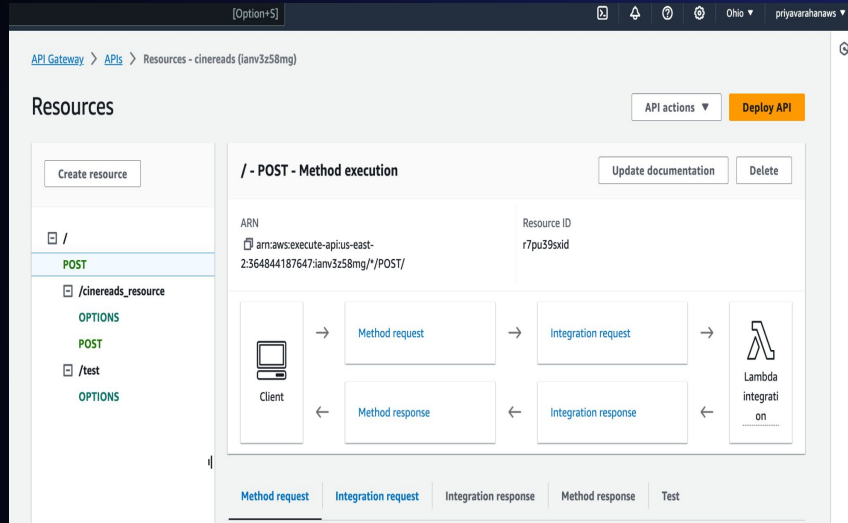 [Option+S]
Ohio ▼
priyavarahanaws ▼
API Gateway > APIs > Resources - cinereads (ianv3z58mg)
Resources
API actions ▼
Deploy API
Create resource
/
POST
/cinereads_resource
OPTIONS
POST
/test
OPTIONS
/ - POST - Method execution
Update documentation
Delete
ARN
arn:aws:execute-api:us-east-
2:364844187647:ianv3z58mg/*/POST/
Resource ID
r7pu39sxid
Client
Method request
Integration request
Lambda
integrati
on
Method response
Integration response
Method request
Integration request
Integration response
Method response
Test